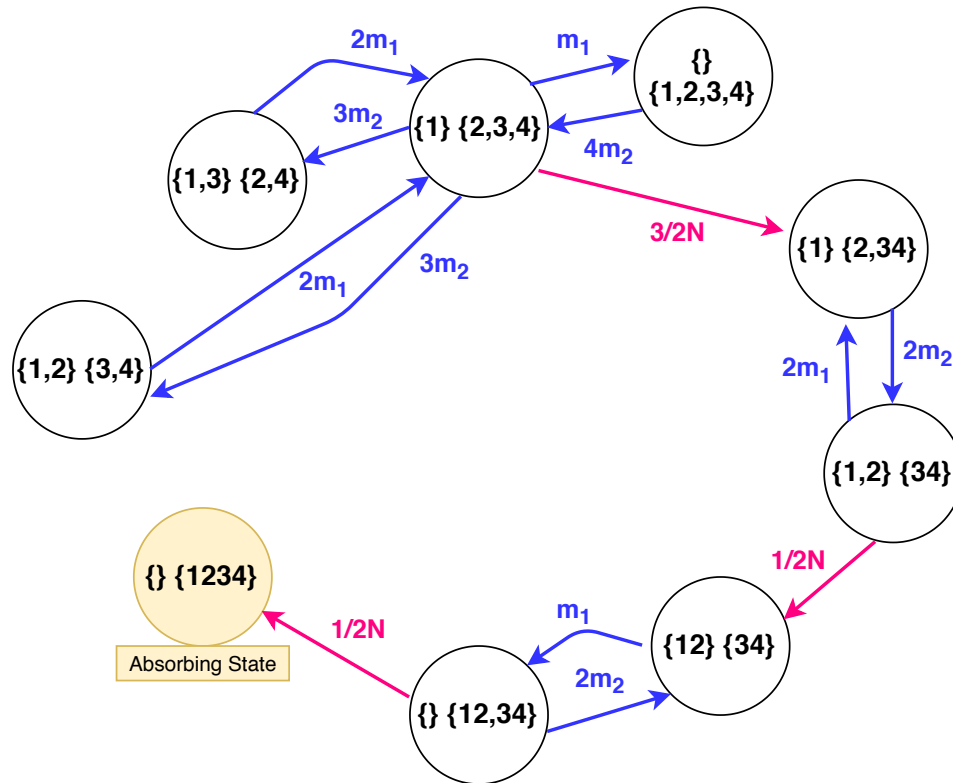 2m1
m1
{}
{1,2,3,4}
{1} {2,3,4}
3m2
4m2
{1,3} {2,4}
3/2N
{1} {2,34}
2m1
3m2
{1,2} {3,4}
2m1
2m2
{1,2} {34}
1/2N
{} {1234}
Absorbing State
1/2N
m1
{12} {34}
2m2
{} {12,34}